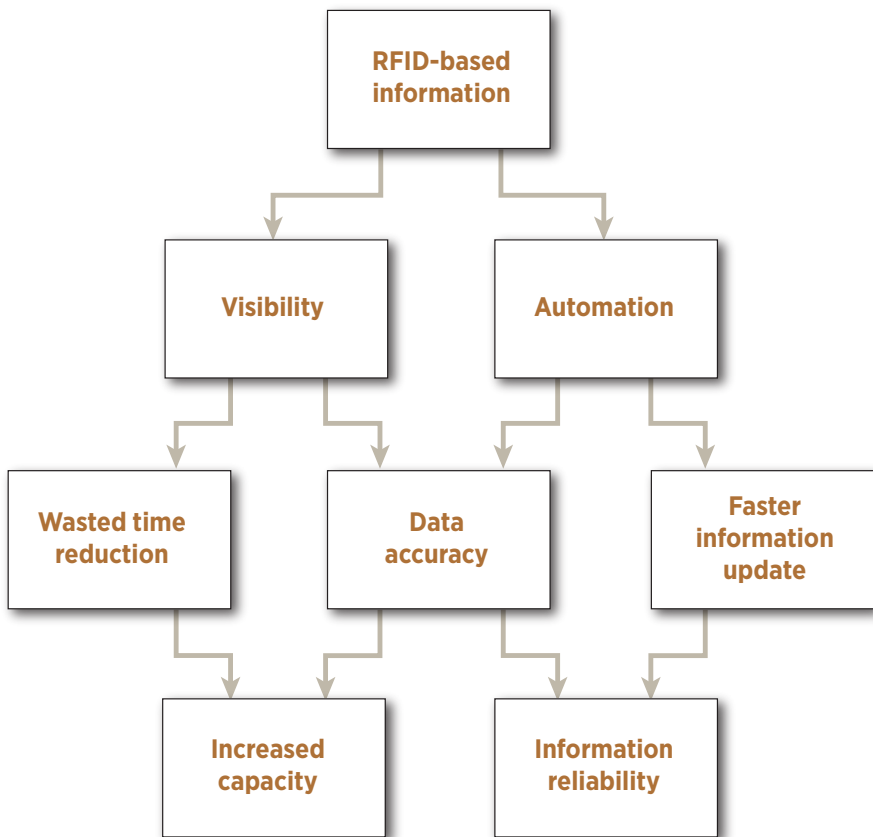 RFID-based
information
Visibility
Automation
Wasted time
reduction
Data
accuracy
Faster
information
update
Increased
capacity
Information
reliability